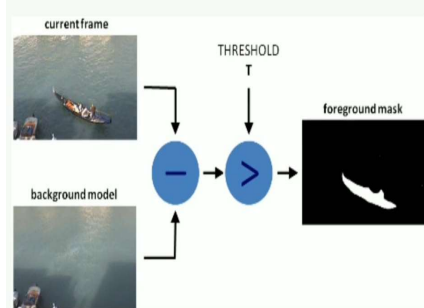 current frame
THRESHOLD
T
foreground mask
−
>
background model